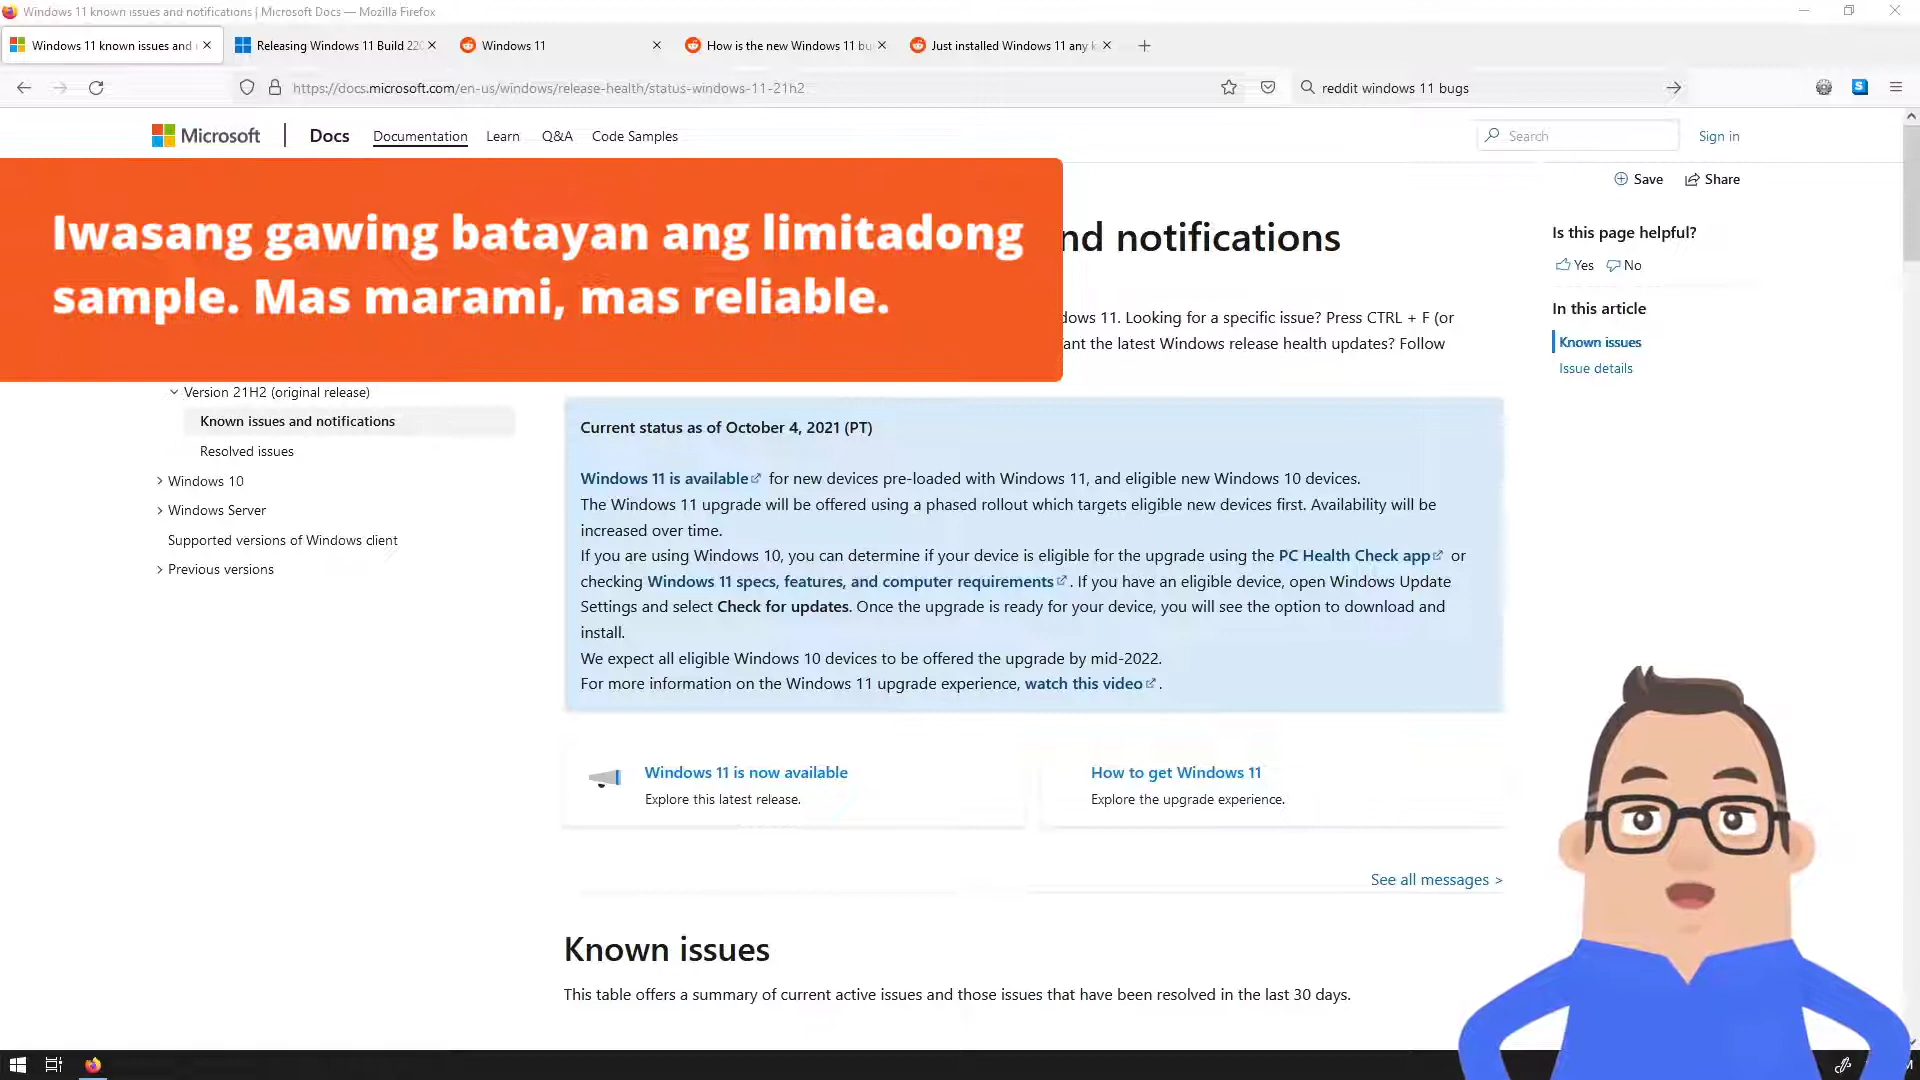 Windows 11 known issues and notifications | Microsoft Docs — Mozilla Firefox
Windows 11 known issues and
Releasing Windows 11 Build 220
Windows 11
How is the new Windows 11 bu
Just installed Windows 11 any k
https://docs.microsoft.com/en-us/windows/release-health/status-windows-11-21h2
reddit windows 11 bugs
Microsoft
Docs
Documentation
Learn
Q&A
Code Samples
Search
Sign in
Save
Share
Iwasang gawing batayan ang limitadong
sample. Mas marami, mas reliable.
nd notifications
dows 11. Looking for a specific issue? Press CTRL + F (or
ant the latest Windows release health updates? Follow
Is this page helpful?
Yes
No
In this article
Known issues
Issue details
Version 21H2 (original release)
Known issues and notifications
Resolved issues
Windows 10
Windows Server
Supported versions of Windows client
Previous versions
Current status as of October 4, 2021 (PT)
Windows 11 is available for new devices pre-loaded with Windows 11, and eligible new Windows 10 devices.
The Windows 11 upgrade will be offered using a phased rollout which targets eligible new devices first. Availability will be
increased over time.
If you are using Windows 10, you can determine if your device is eligible for the upgrade using the PC Health Check app or
checking Windows 11 specs, features, and computer requirements. If you have an eligible device, open Windows Update
Settings and select Check for updates. Once the upgrade is ready for your device, you will see the option to download and
install.
We expect all eligible Windows 10 devices to be offered the upgrade by mid-2022.
For more information on the Windows 11 upgrade experience, watch this video.
Windows 11 is now available
Explore this latest release.
How to get Windows 11
Explore the upgrade experience.
See all messages >
Known issues
This table offers a summary of current active issues and those issues that have been resolved in the last 30 days.